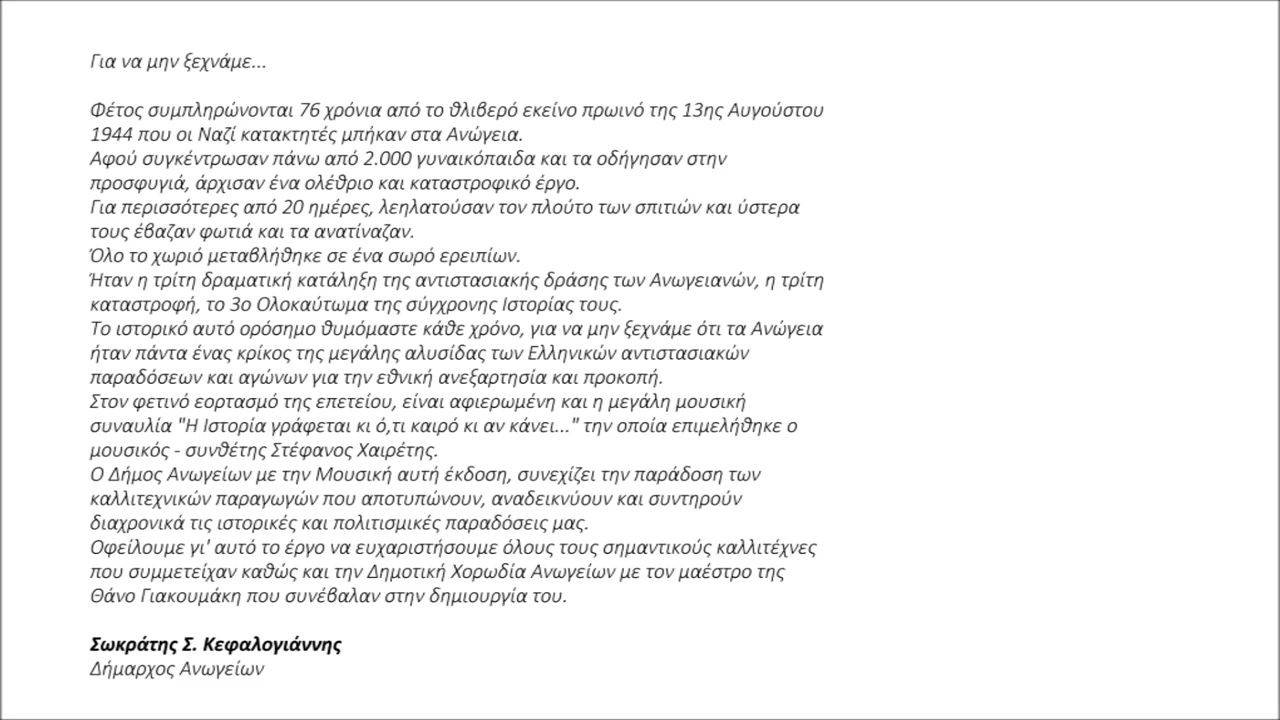 Για να μην ξεχνάμε...
Φέτος συμπληρώνονται 76 χρόνια από το θλιβερό εκείνο πρωινό της 13ης Αυγούστου
1944 που οι Ναζί κατακτητές μπήκαν στα Ανώγεια.
Αφού συγκέντρωσαν πάνω από 2.000 γυναικόπαιδα και τα οδήγησαν στην
προσφυγιά, άρχισαν ένα ολέθριο και καταστροφικό έργο.
Για περισσότερες από 20 ημέρες, λεηλατούσαν τον πλούτο των σπιτιών και ύστερα
τους έβαζαν φωτιά και τα ανατίναζαν.
Όλο το χωριό μεταβλήθηκε σε ένα σωρό ερειπίων.
Ήταν η τρίτη δραματική κατάληξη της αντιστασιακής δράσης των Ανωγειανών, η τρίτη
καταστροφή, το 3ο Ολοκαύτωμα της σύγχρονης Ιστορίας τους.
Το ιστορικό αυτό ορόσημο θυμόμαστε κάθε χρόνο, για να μην ξεχνάμε ότι τα Ανώγεια
ήταν πάντα ένας κρίκος της μεγάλης αλυσίδας των Ελληνικών αντιστασιακών
παραδόσεων και αγώνων για την εθνική ανεξαρτησία και προκοπή.
Στον φετινό εορτασμό της επετείου, είναι αφιερωμένη και η μεγάλη μουσική
συναυλία "Η Ιστορία γράφεται κι ό,τι καιρό κι αν κάνει..." την οποία επιμελήθηκε ο
μουσικός - συνθέτης Στέφανος Χαιρέτης.
Ο Δήμος Ανωγείων με την Μουσική αυτή έκδοση, συνεχίζει την παράδοση των
καλλιτεχνικών παραγωγών που αποτυπώνουν, αναδεικνύουν και συντηρούν
διαχρονικά τις ιστορικές και πολιτισμικές παραδόσεις μας.
Οφείλουμε γι' αυτό το έργο να ευχαριστήσουμε όλους τους σημαντικούς καλλιτέχνες
που συμμετείχαν καθώς και την Δημοτική Χορωδία Ανωγείων με τον μαέστρο της
Θάνο Γιακουμάκη που συνέβαλαν στην δημιουργία του.
Σωκράτης Σ. Κεφαλογιάννης
Δήμαρχος Ανωγείων